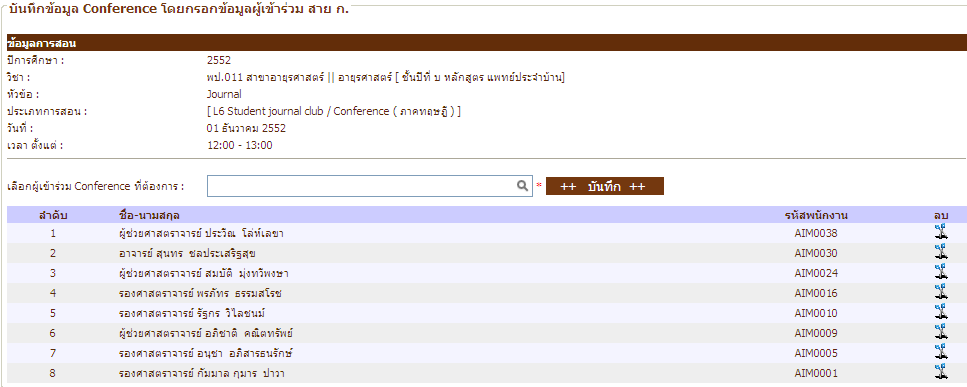 บันทึกข้อมูล Conference โดยกรอกข้อมูลผู้เข้าร่วม สาย ก.
ข้อมูลการสอน
ปีการศึกษา : 2552
วิชา : พป.011 สาขาอายุรศาสตร์ || อายุรศาสตร์ [ ชั้นปีที่ บ หลักสูตร แพทย์ประจำบ้าน]
หัวข้อ : Journal
ประเภทการสอน : [ L6 Student journal club / Conference ( ภาคทฤษฎี ) ]
วันที่ : 01 ธันวาคม 2552
เวลา ตั้งแต่ : 12:00 - 13:00
เลือกผู้เข้าร่วม Conference ที่ต้องการ : * ++ บันทึก ++
ลำดับ ชื่อ-นามสกุล รหัสพนักงาน ลบ
1 ผู้ช่วยศาสตราจารย์ ประวิณ โล่ห์เลขา AIM0038
2 อาจารย์ สุนทร ชลประเสริฐสุข AIM0030
3 ผู้ช่วยศาสตราจารย์ สมบัติ มุ่งทวีพงษา AIM0024
4 รองศาสตราจารย์ พรภัทร ธรรมสโรช AIM0016
5 รองศาสตราจารย์ รัฐกร วิไลชนม์ AIM0010
6 ผู้ช่วยศาสตราจารย์ อภิชาติ คณิตทรัพย์ AIM0009
7 รองศาสตราจารย์ อนุชา อภิสารธนรักษ์ AIM0005
8 รองศาสตราจารย์ กัมมาล กุมาร ปาวา AIM0001